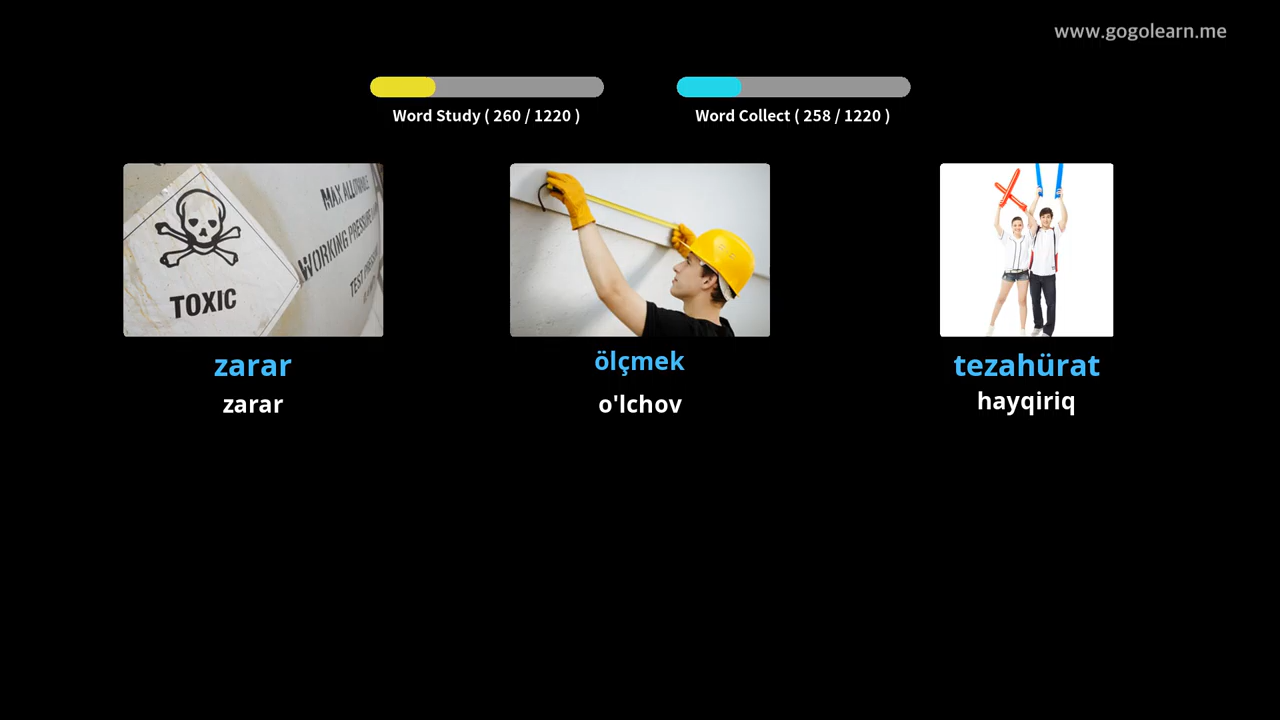 www.gogolearn.me
Word Study ( 260 / 1220 )
Word Collect ( 258 / 1220 )
TOXIC
MAX ALLOWABLE
WORKING PRESSURE
TEST
zarar
zarar
ölçmek
o'lchov
tezahürat
hayqiriq